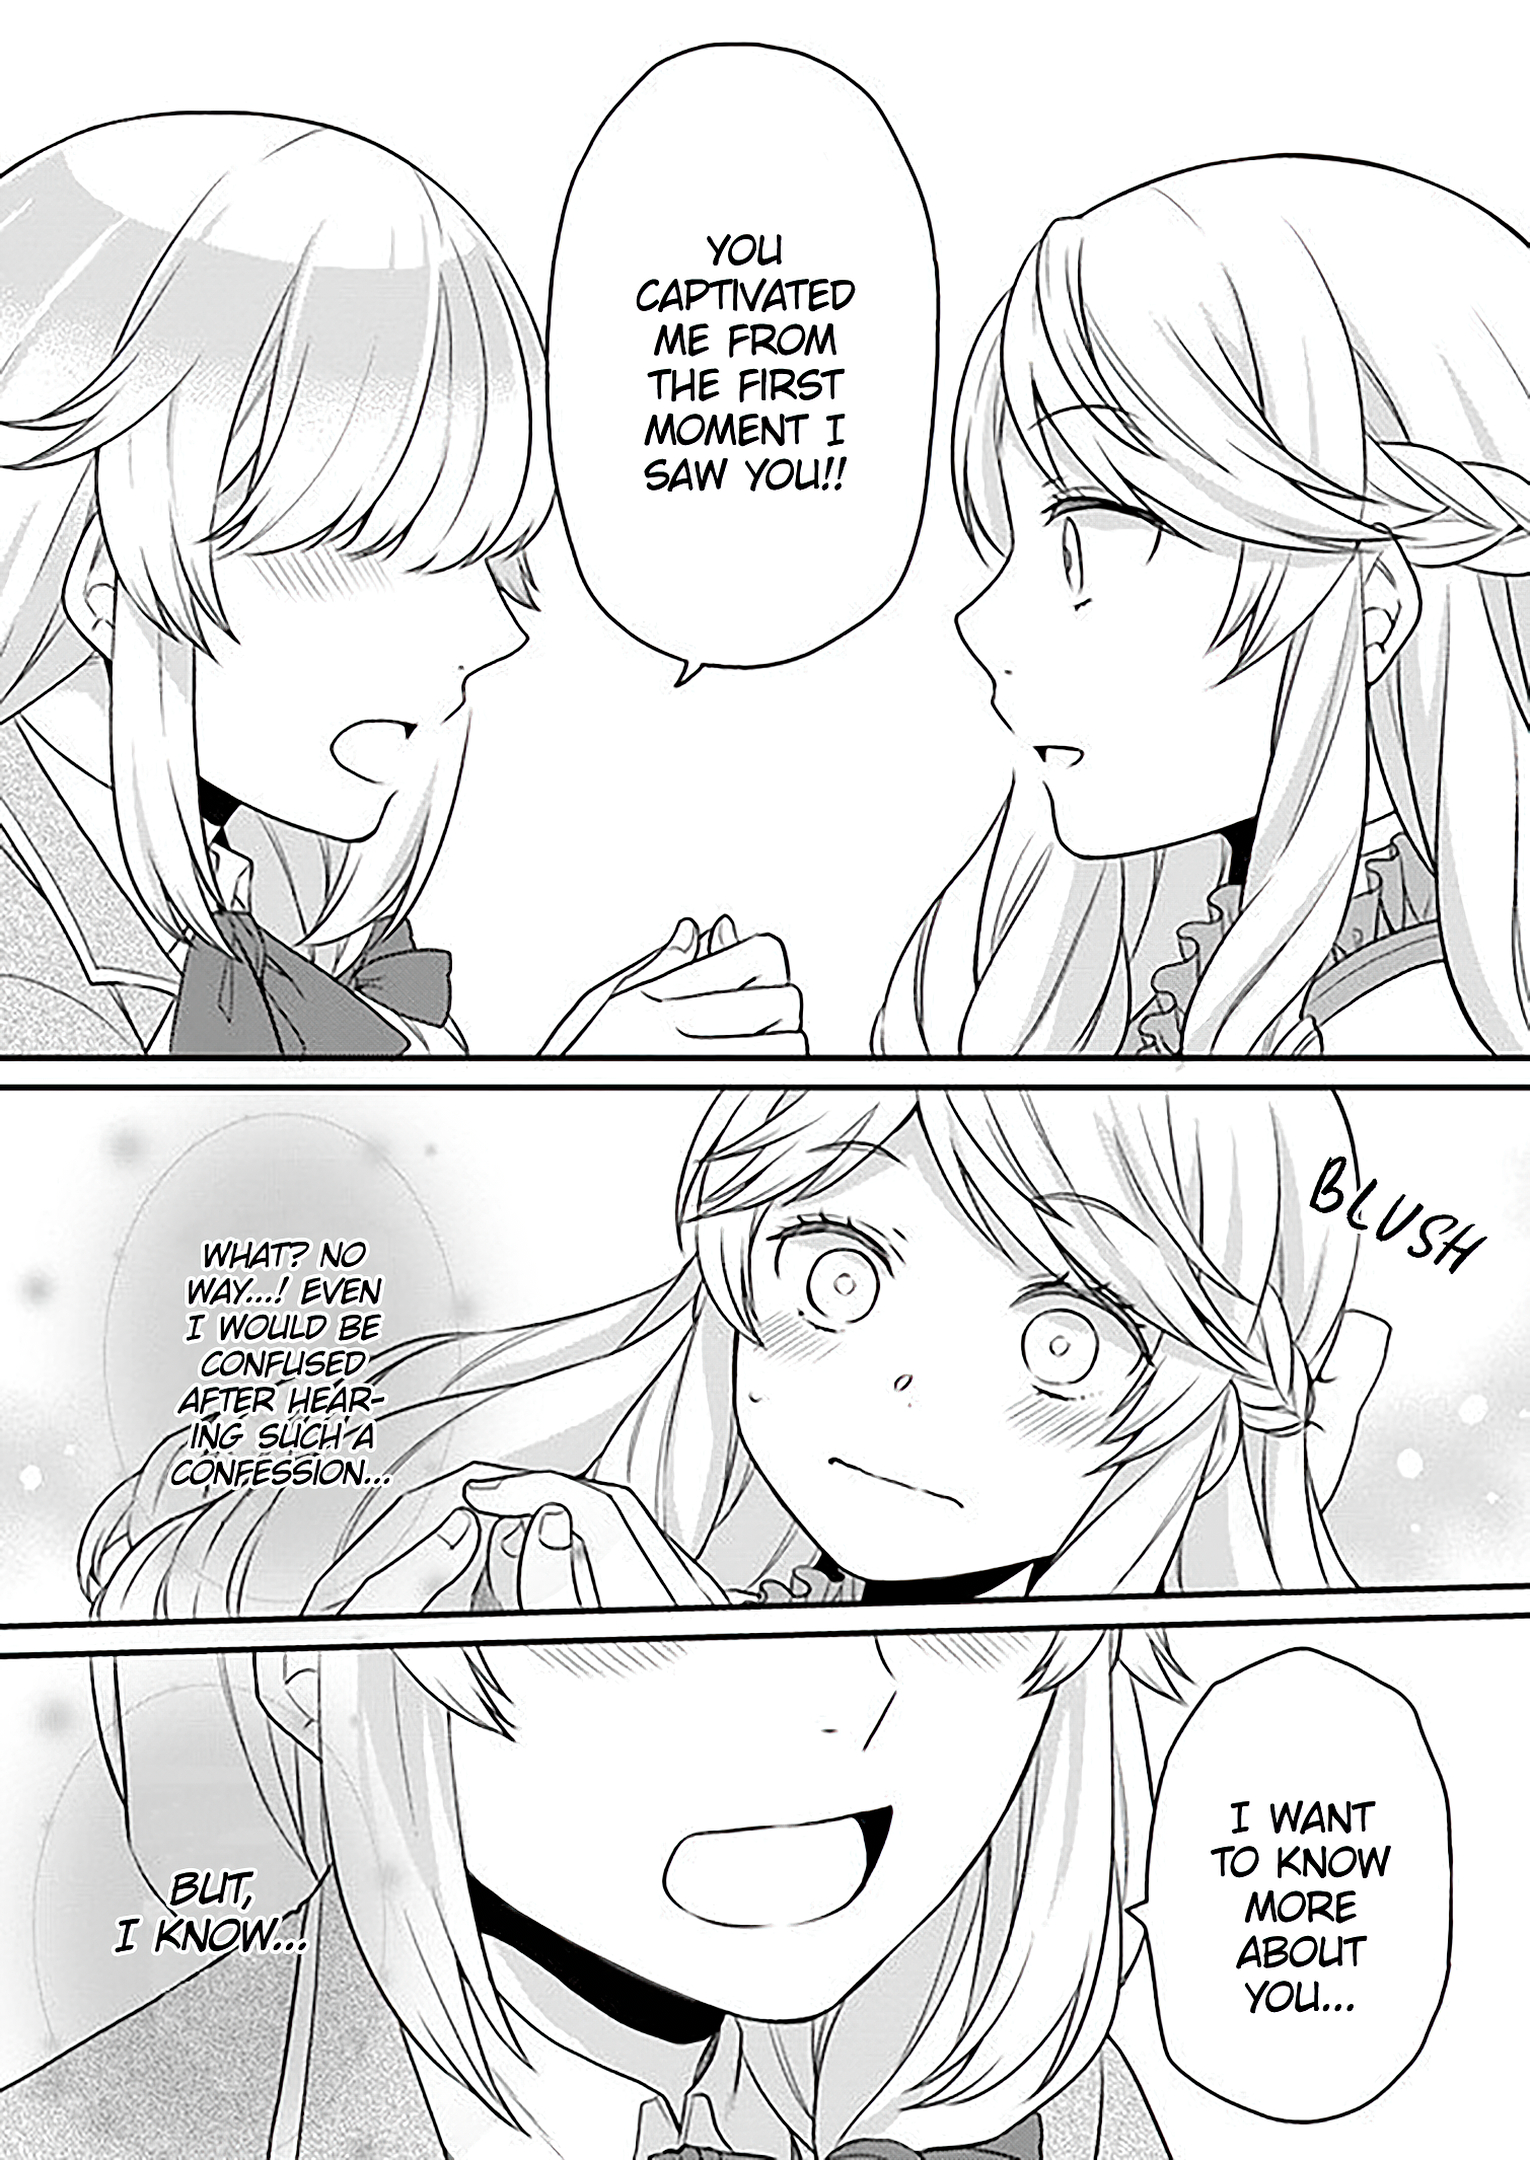 YOU
CAPTIVATED
ME FROM
THE FIRST
MOMENT I
SAW YOU!!
BLUSH
WHAT? NO
WAY...! EVEN
I WOULD BE
CONFUSED
AFTER HEAR-
ING SUCH A
CONFESSION...
I WANT
TO KNOW
MORE
ABOUT
YOU...
BUT,
I KNOW...